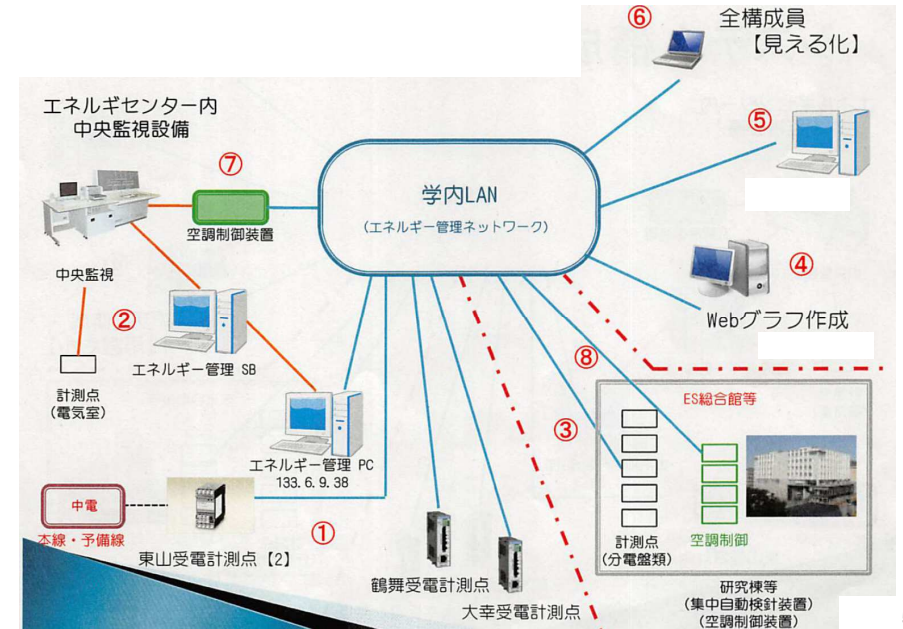 ⑥
全構成員
【見える化】
エネルギセンター内
中央監視設備
⑤
⑦
学内LAN
(エネルギー管理ネットワーク)
空調制御装置
④
中央監視
②
Webグラフ作成
エネルギー管理 SB
⑧
計測点
(電気室)
ES総合館等
③
エネルギー管理 PC
133.6.9.38
中電
本線・予備線
①
東山受電計測点【2】
計測点
(分電盤類)
空調制御
鶴舞受電計測点
大幸受電計測点
研究棟等
(集中自動検針装置)
(空調制御装置)